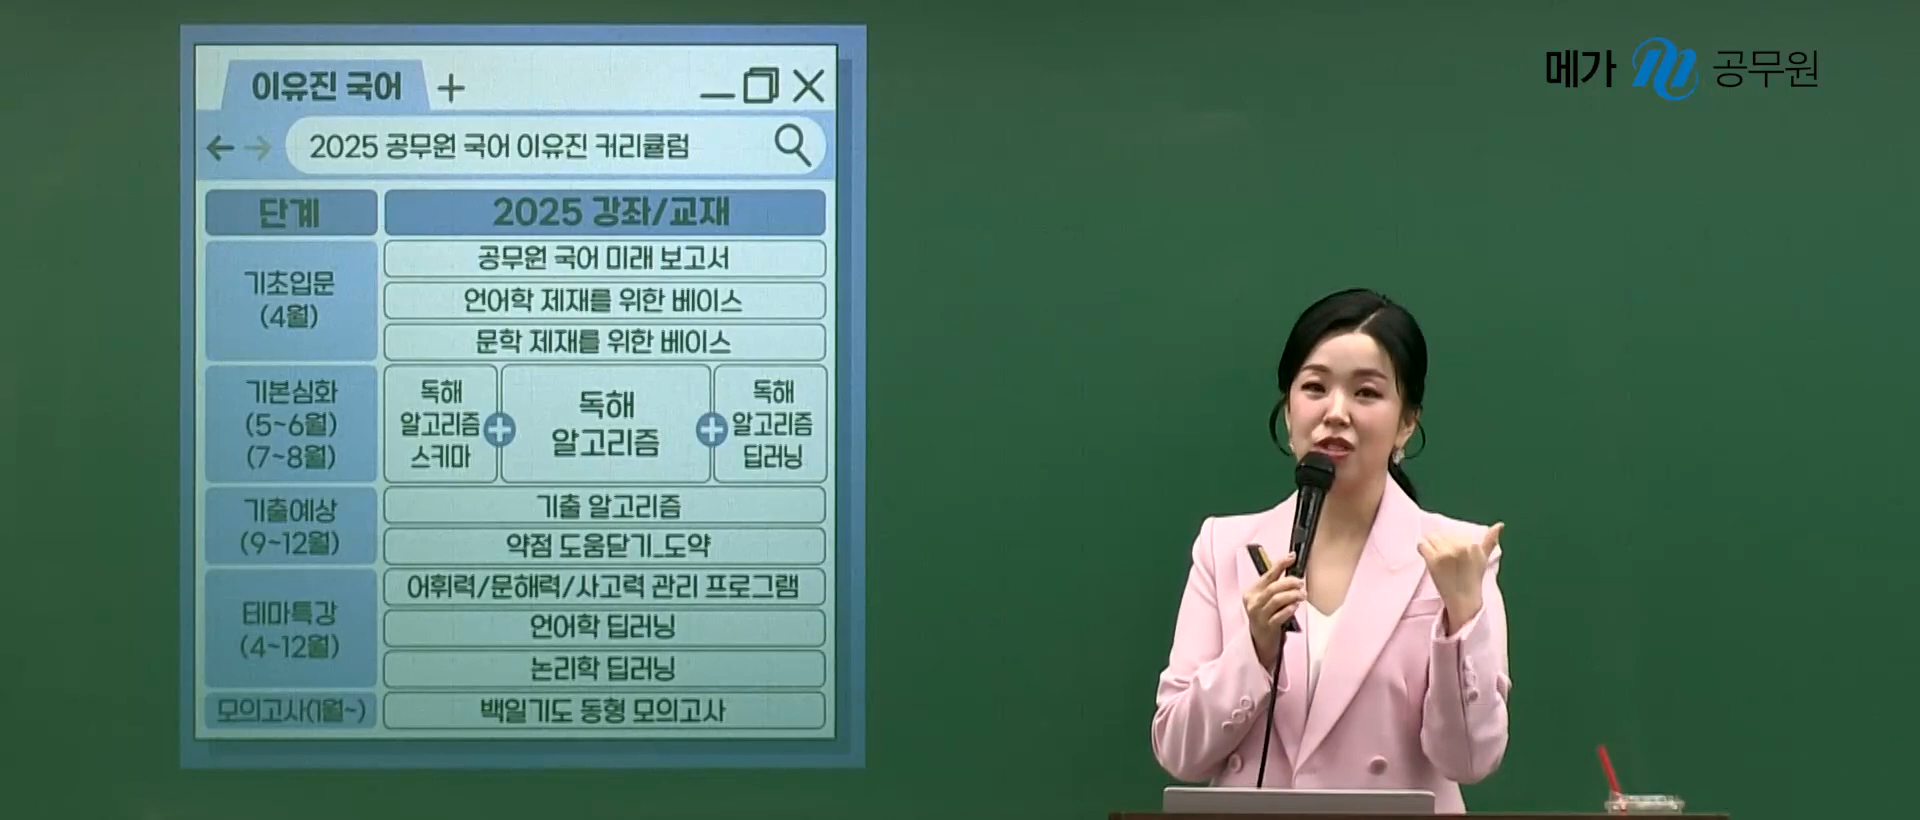 메가 공무원
이유진 국어
2025 공무원 국어 이유진 커리큘럼
단계
2025 강좌/교재
기초입문
(4월)
공무원 국어 미래 보고서
언어학 제재를 위한 베이스
문학 제재를 위한 베이스
기본심화
(5~6월)
(7~8월)
독해
알고리즘
스키마
+
독해
알고리즘
+
독해
알고리즘
딥러닝
기출예상
(9~12월)
기출 알고리즘
약점 도움닫기_도약
테마특강
(4~12월)
어휘력/문해력/사고력 관리 프로그램
언어학 딥러닝
논리학 딥러닝
모의고사(1월~)
백일기도 동형 모의고사